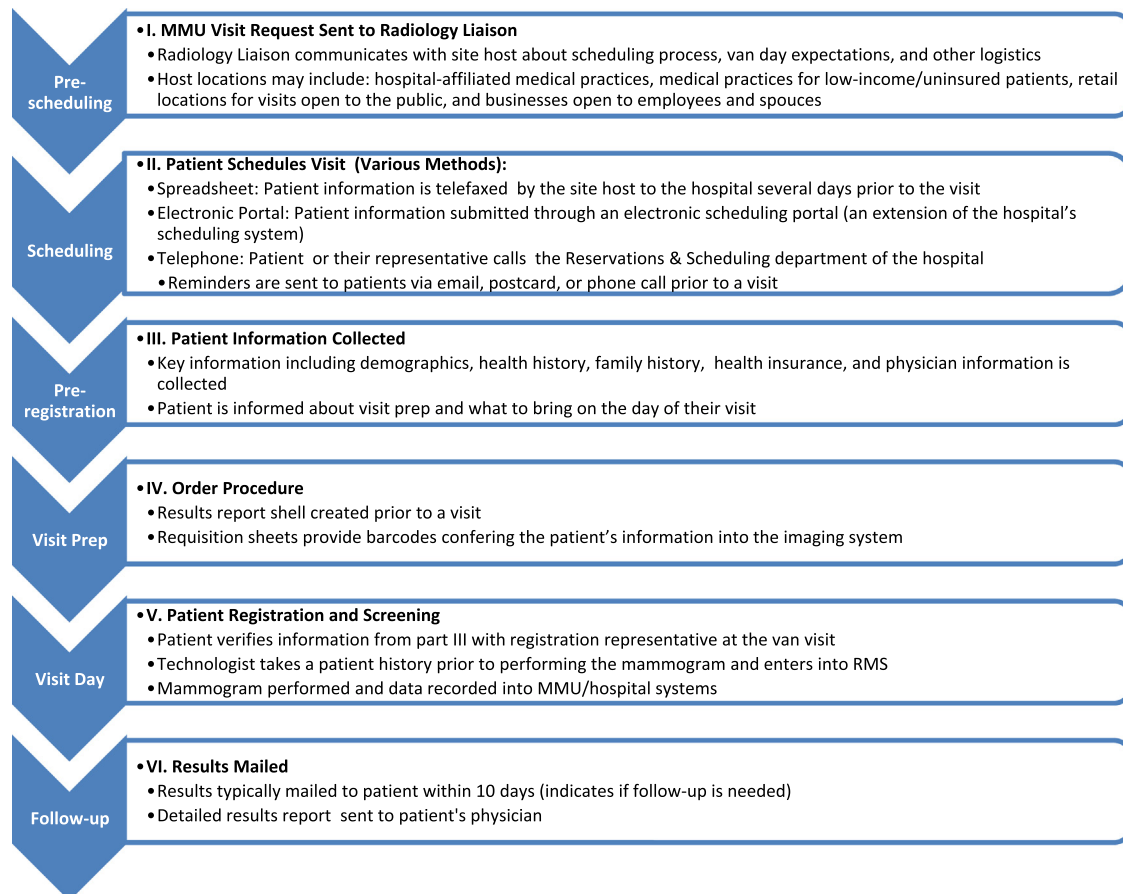 Pre-
scheduling
•I. MMU Visit Request Sent to Radiology Liaison
•Radiology Liaison communicates with site host about scheduling process, van day expectations, and other logistics
•Host locations may include: hospital-affiliated medical practices, medical practices for low-income/uninsured patients, retail
locations for visits open to the public, and businesses open to employees and spouces
Scheduling
•II. Patient Schedules Visit (Various Methods):
•Spreadsheet: Patient information is telefaxed by the site host to the hospital several days prior to the visit
•Electronic Portal: Patient information submitted through an electronic scheduling portal (an extension of the hospital’s
scheduling system)
•Telephone: Patient or their representative calls the Reservations & Scheduling department of the hospital
•Reminders are sent to patients via email, postcard, or phone call prior to a visit
Pre-
registration
•III. Patient Information Collected
•Key information including demographics, health history, family history, health insurance, and physician information is
collected
•Patient is informed about visit prep and what to bring on the day of their visit
Visit Prep
•IV. Order Procedure
•Results report shell created prior to a visit
•Requisition sheets provide barcodes confering the patient’s information into the imaging system
Visit Day
•V. Patient Registration and Screening
•Patient verifies information from part III with registration representative at the van visit
•Technologist takes a patient history prior to performing the mammogram and enters into RMS
•Mammogram performed and data recorded into MMU/hospital systems
Follow-up
•VI. Results Mailed
•Results typically mailed to patient within 10 days (indicates if follow-up is needed)
•Detailed results report sent to patient's physician